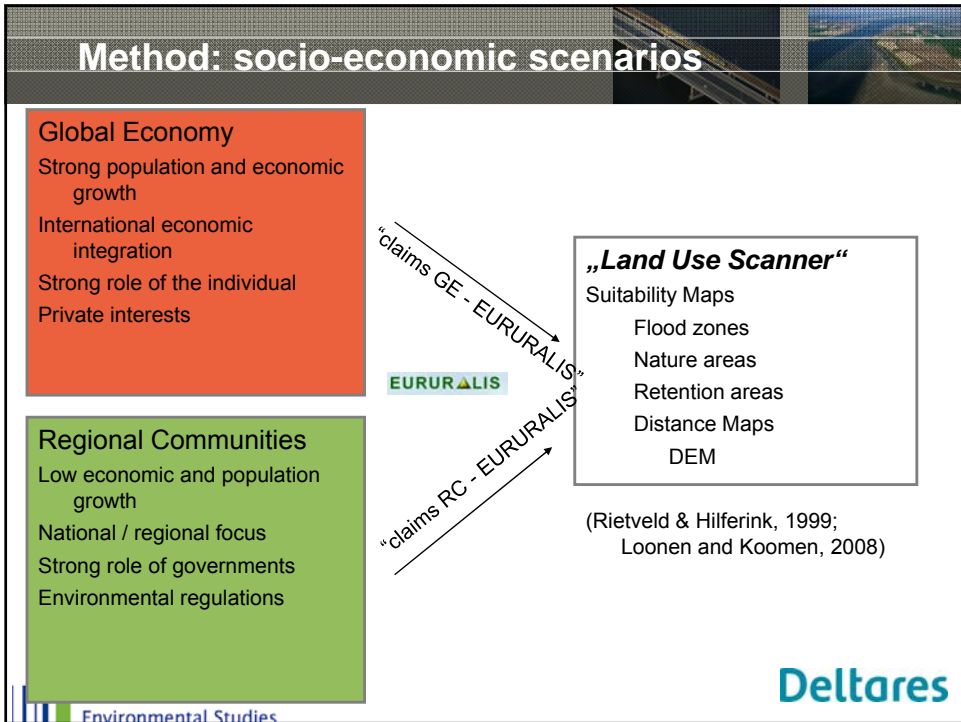 Method: socio-economic scenarios
Global Economy
Strong population and economic
growth
International economic
integration
Strong role of the individual
Private interests
Regional Communities
Low economic and population
growth
National / regional focus
Strong role of governments
Environmental regulations
“claims GE - EURURALIS”
EURURALIS
“claims RC - EURURALIS”
„Land Use Scanner“
Suitability Maps
Flood zones
Nature areas
Retention areas
Distance Maps
DEM
(Rietveld & Hilferink, 1999;
Loonen and Koomen, 2008)
Environmental Studies
Deltares